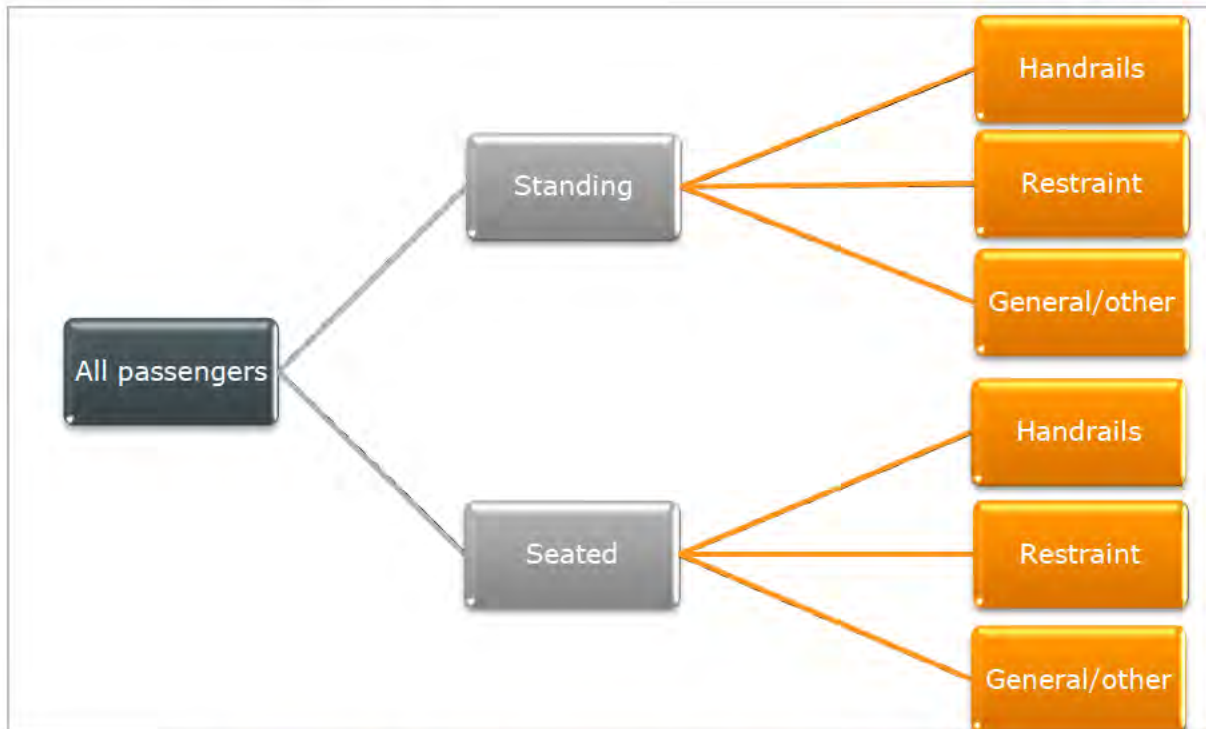 Handrails
Standing
Restraint
General/other
All passengers
Handrails
Seated
Restraint
General/other